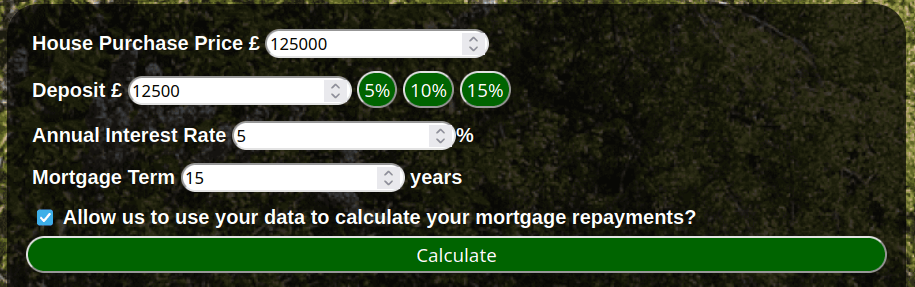 House Purchase Price £ 125000
Deposit £ 12500 5% 10% 15%
Annual Interest Rate 5 %
Mortgage Term 15 years
Allow us to use your data to calculate your mortgage repayments?
Calculate